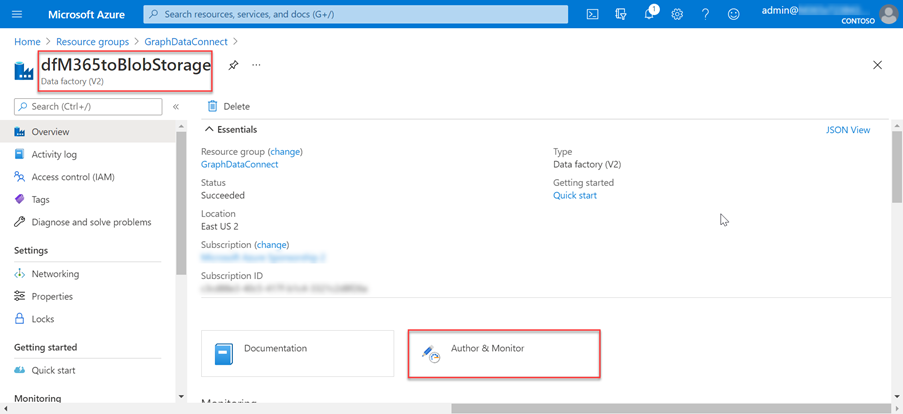 Microsoft Azure
Search resources, services, and docs (G+/)
1
admin@
CONTOSO
Home > Resource groups > GraphDataConnect >
dfM365toBlobStorage
Data factory (V2)
Search (Ctrl+/)
«
Delete
Overview
Activity log
Access control (IAM)
Tags
Diagnose and solve problems
Settings
Networking
Properties
Locks
Getting started
Quick start
Monitoring
Essentials
JSON View
Resource group (change)
GraphDataConnect
Status
Succeeded
Location
East US 2
Subscription (change)
Subscription ID
Type
Data factory (V2)
Getting started
Quick start
Documentation
Author & Monitor
Monitoring